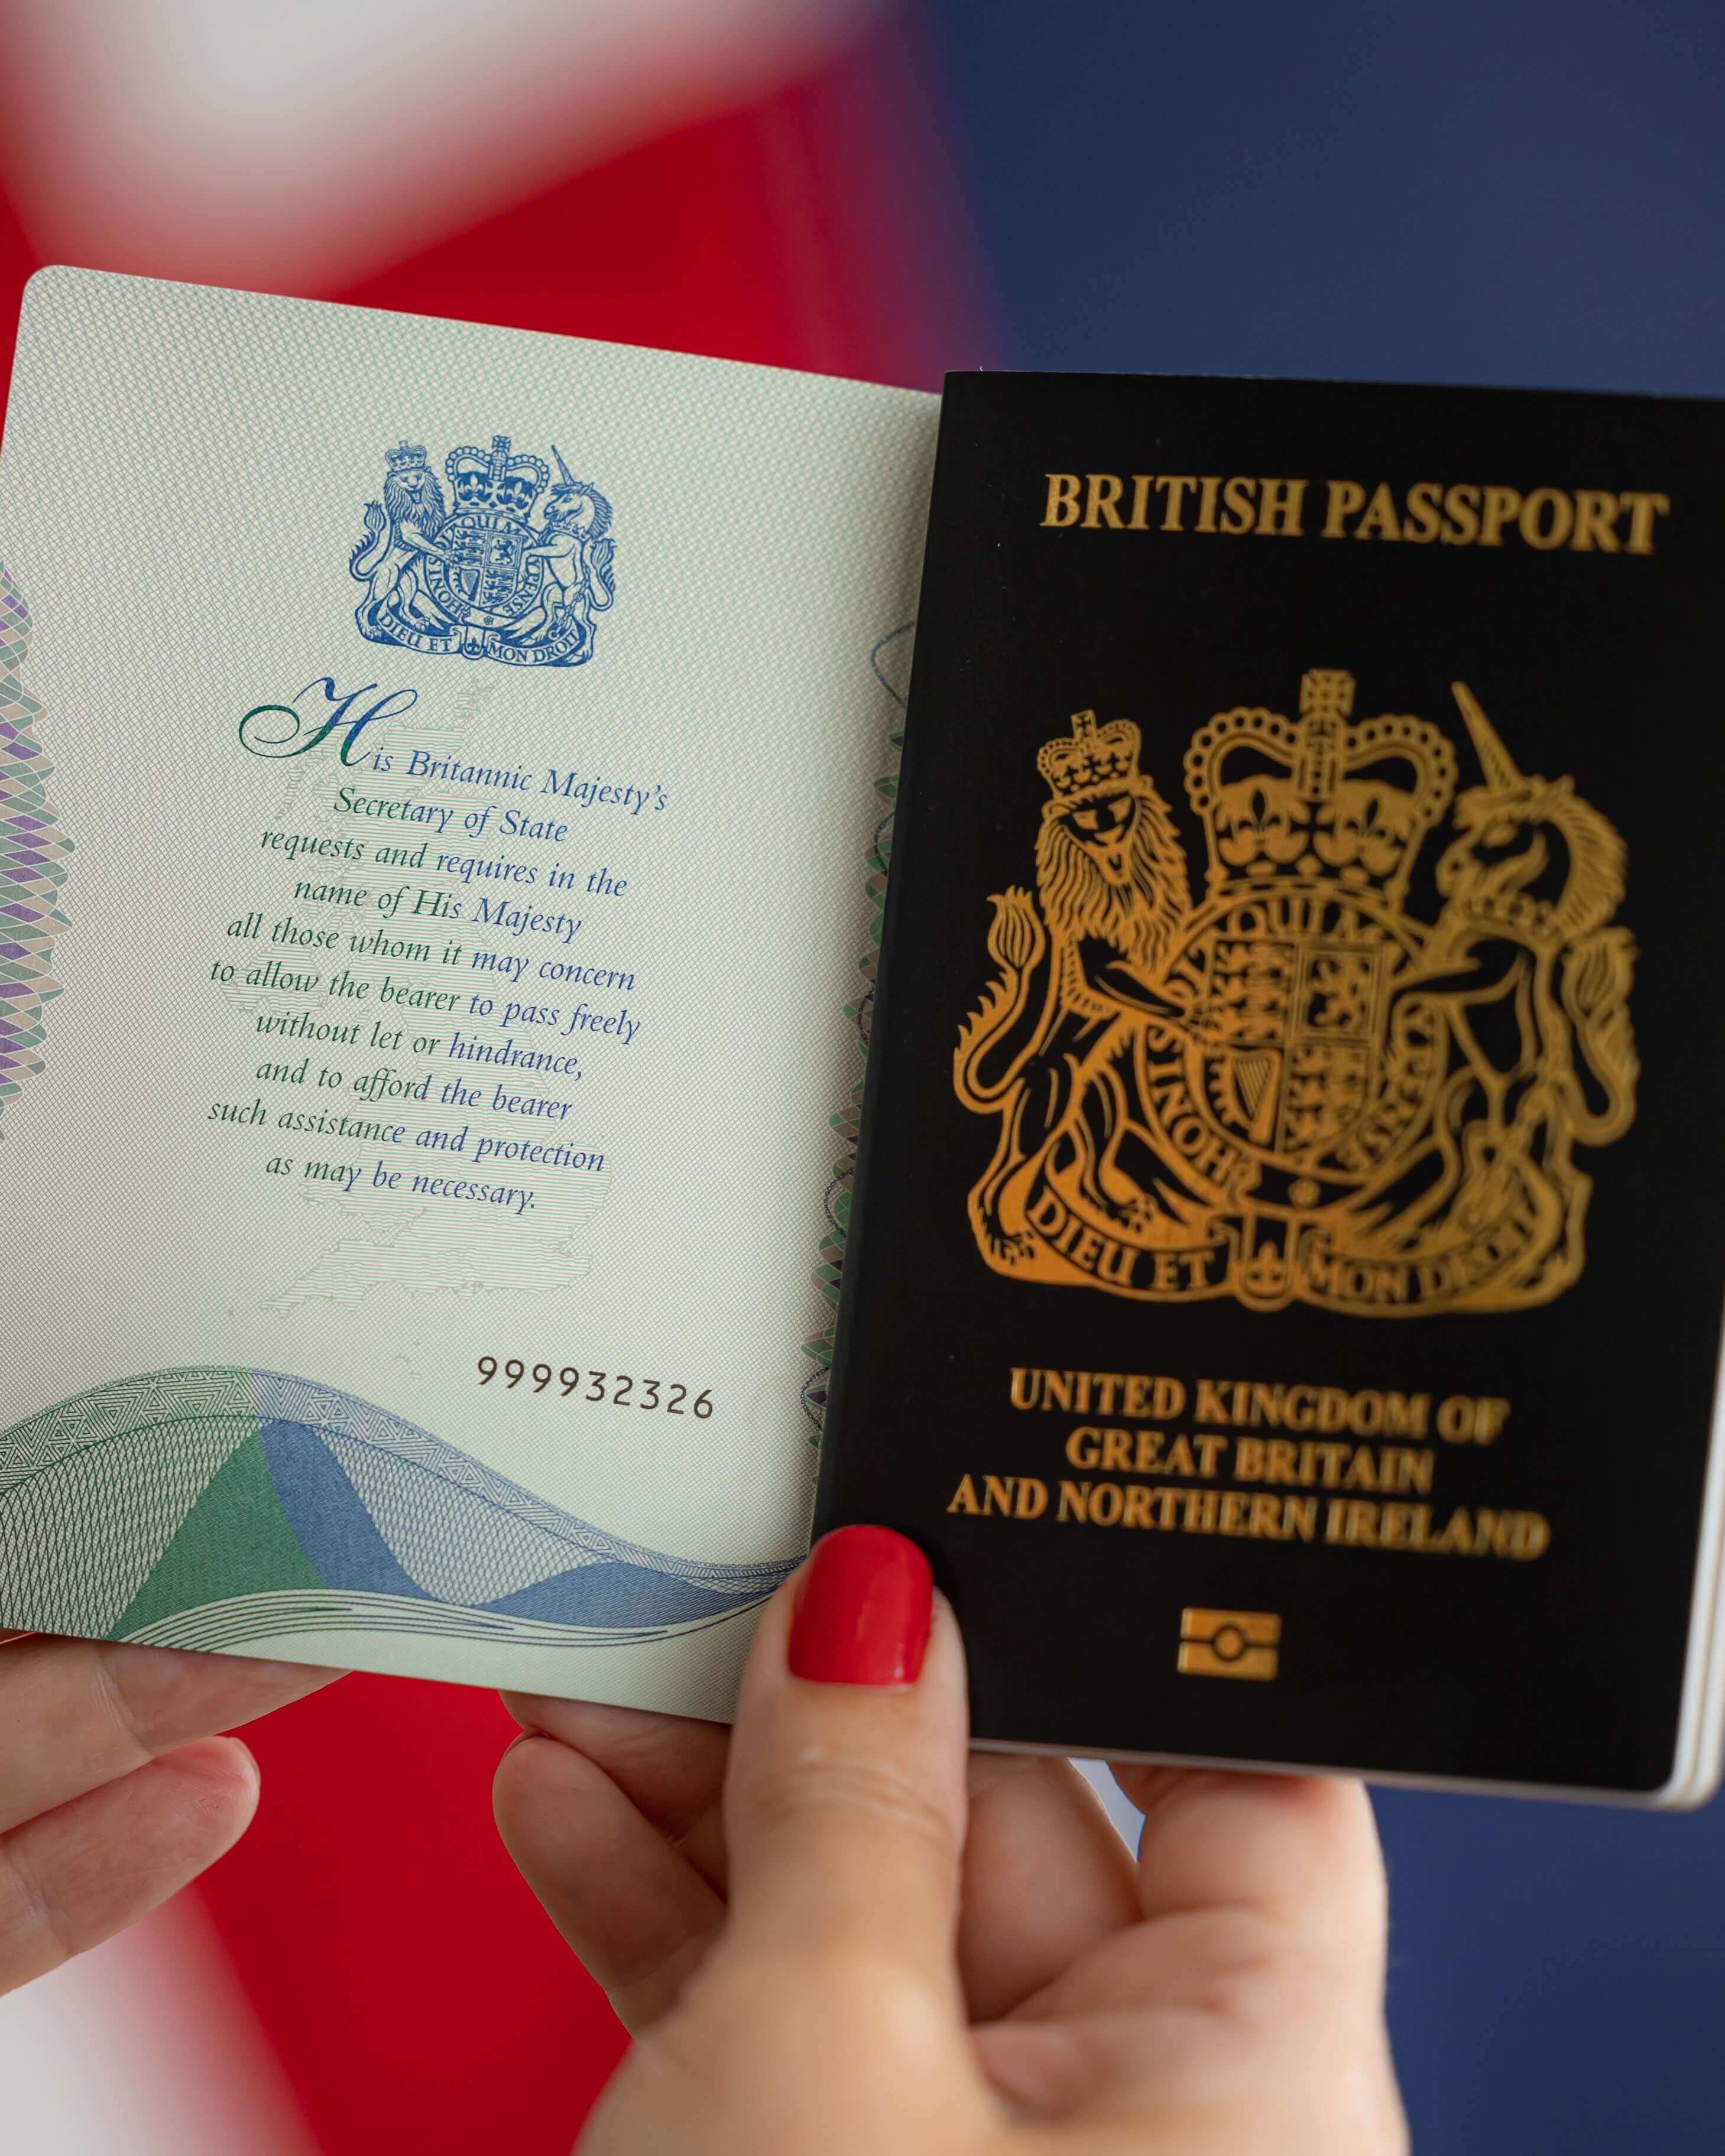 DIEU ET MON DROIT
His Britannic Majesty's
Secretary of State
requests and requires in the
name of His Majesty
all those whom it may concern
to allow the bearer to pass freely
without let or hindrance,
and to afford the bearer
such assistance and protection
as may be necessary.
999932326
BRITISH PASSPORT
DIEU ET MON DROIT
UNITED KINGDOM OF
GREAT BRITAIN
AND NORTHERN IRELAND